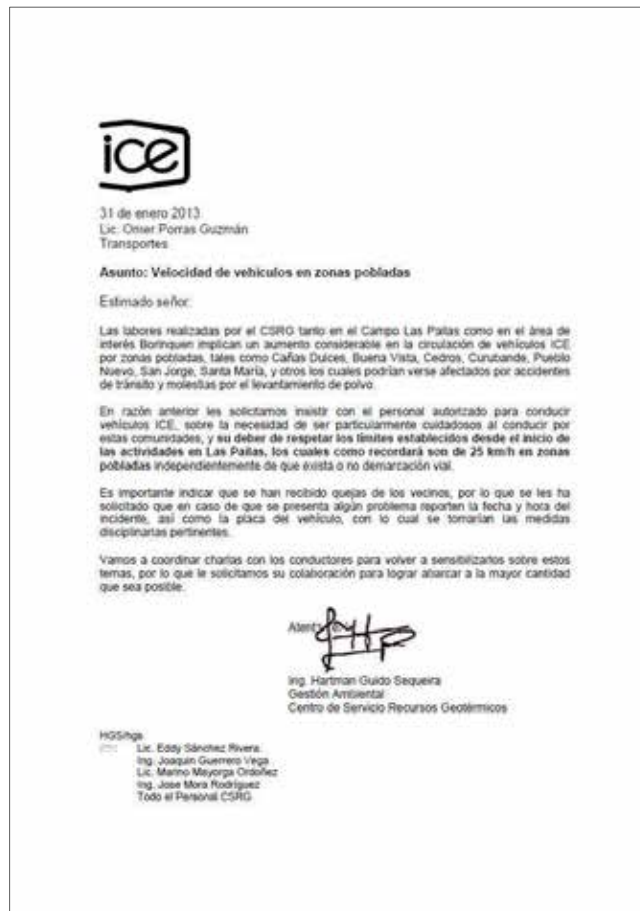 ice
31 de enero 2013
Lic. Omer Porras Guzmán
Transportes
Asunto: Velocidad de vehículos en zonas pobladas
Estimado señor:
Las labores realizadas por el CSRG tanto en el Campo Las Pailas como en el área de
interés Borinquen implican un aumento considerable en la circulación de vehículos ICE
por zonas pobladas, tales como Cañas Dulces, Buena Vista, Cedros, Curubande, Pueblo
Nuevo, San Jorge, Santa María, y otros los cuales podrían verse afectados por accidentes
de tránsito y molestias por el levantamiento de polvo.
En razón anterior les solicitamos insistir con el personal autorizado para conducir
vehículos ICE, sobre la necesidad de ser particularmente cuidadosos al conducir por
estas comunidades, y su deber de respetar los límites establecidos desde el inicio de
las actividades en Las Pailas, los cuales como recordará son de 25 km/h en zonas
pobladas independientemente de que exista o no demarcación vial.
Es importante indicar que se han recibido quejas de los vecinos, por lo que se les ha
solicitado que en caso de que se presenta algún problema reporten la fecha y hora del
incidente, así como la placa del vehículo, con lo cual se tomarían las medidas
disciplinarias pertinentes.
Vamos a coordinar charlas con los conductores para volver a sensibilizarlos sobre estos
temas, por lo que le solicitamos su colaboración para lograr abarcar a la mayor cantidad
que sea posible.
Ing. Hartman Guido Sequeira
Gestión Ambiental
Centro de Servicio Recursos Geotérmicos
HGS/hgs
Lic. Eddy Sánchez Rivera
Ing. Joaquin Guerrero Vega
Lic. Marino Mayorga Ordoñez
Ing. Jose Mora Rodríguez
Todo el Personal CSRG